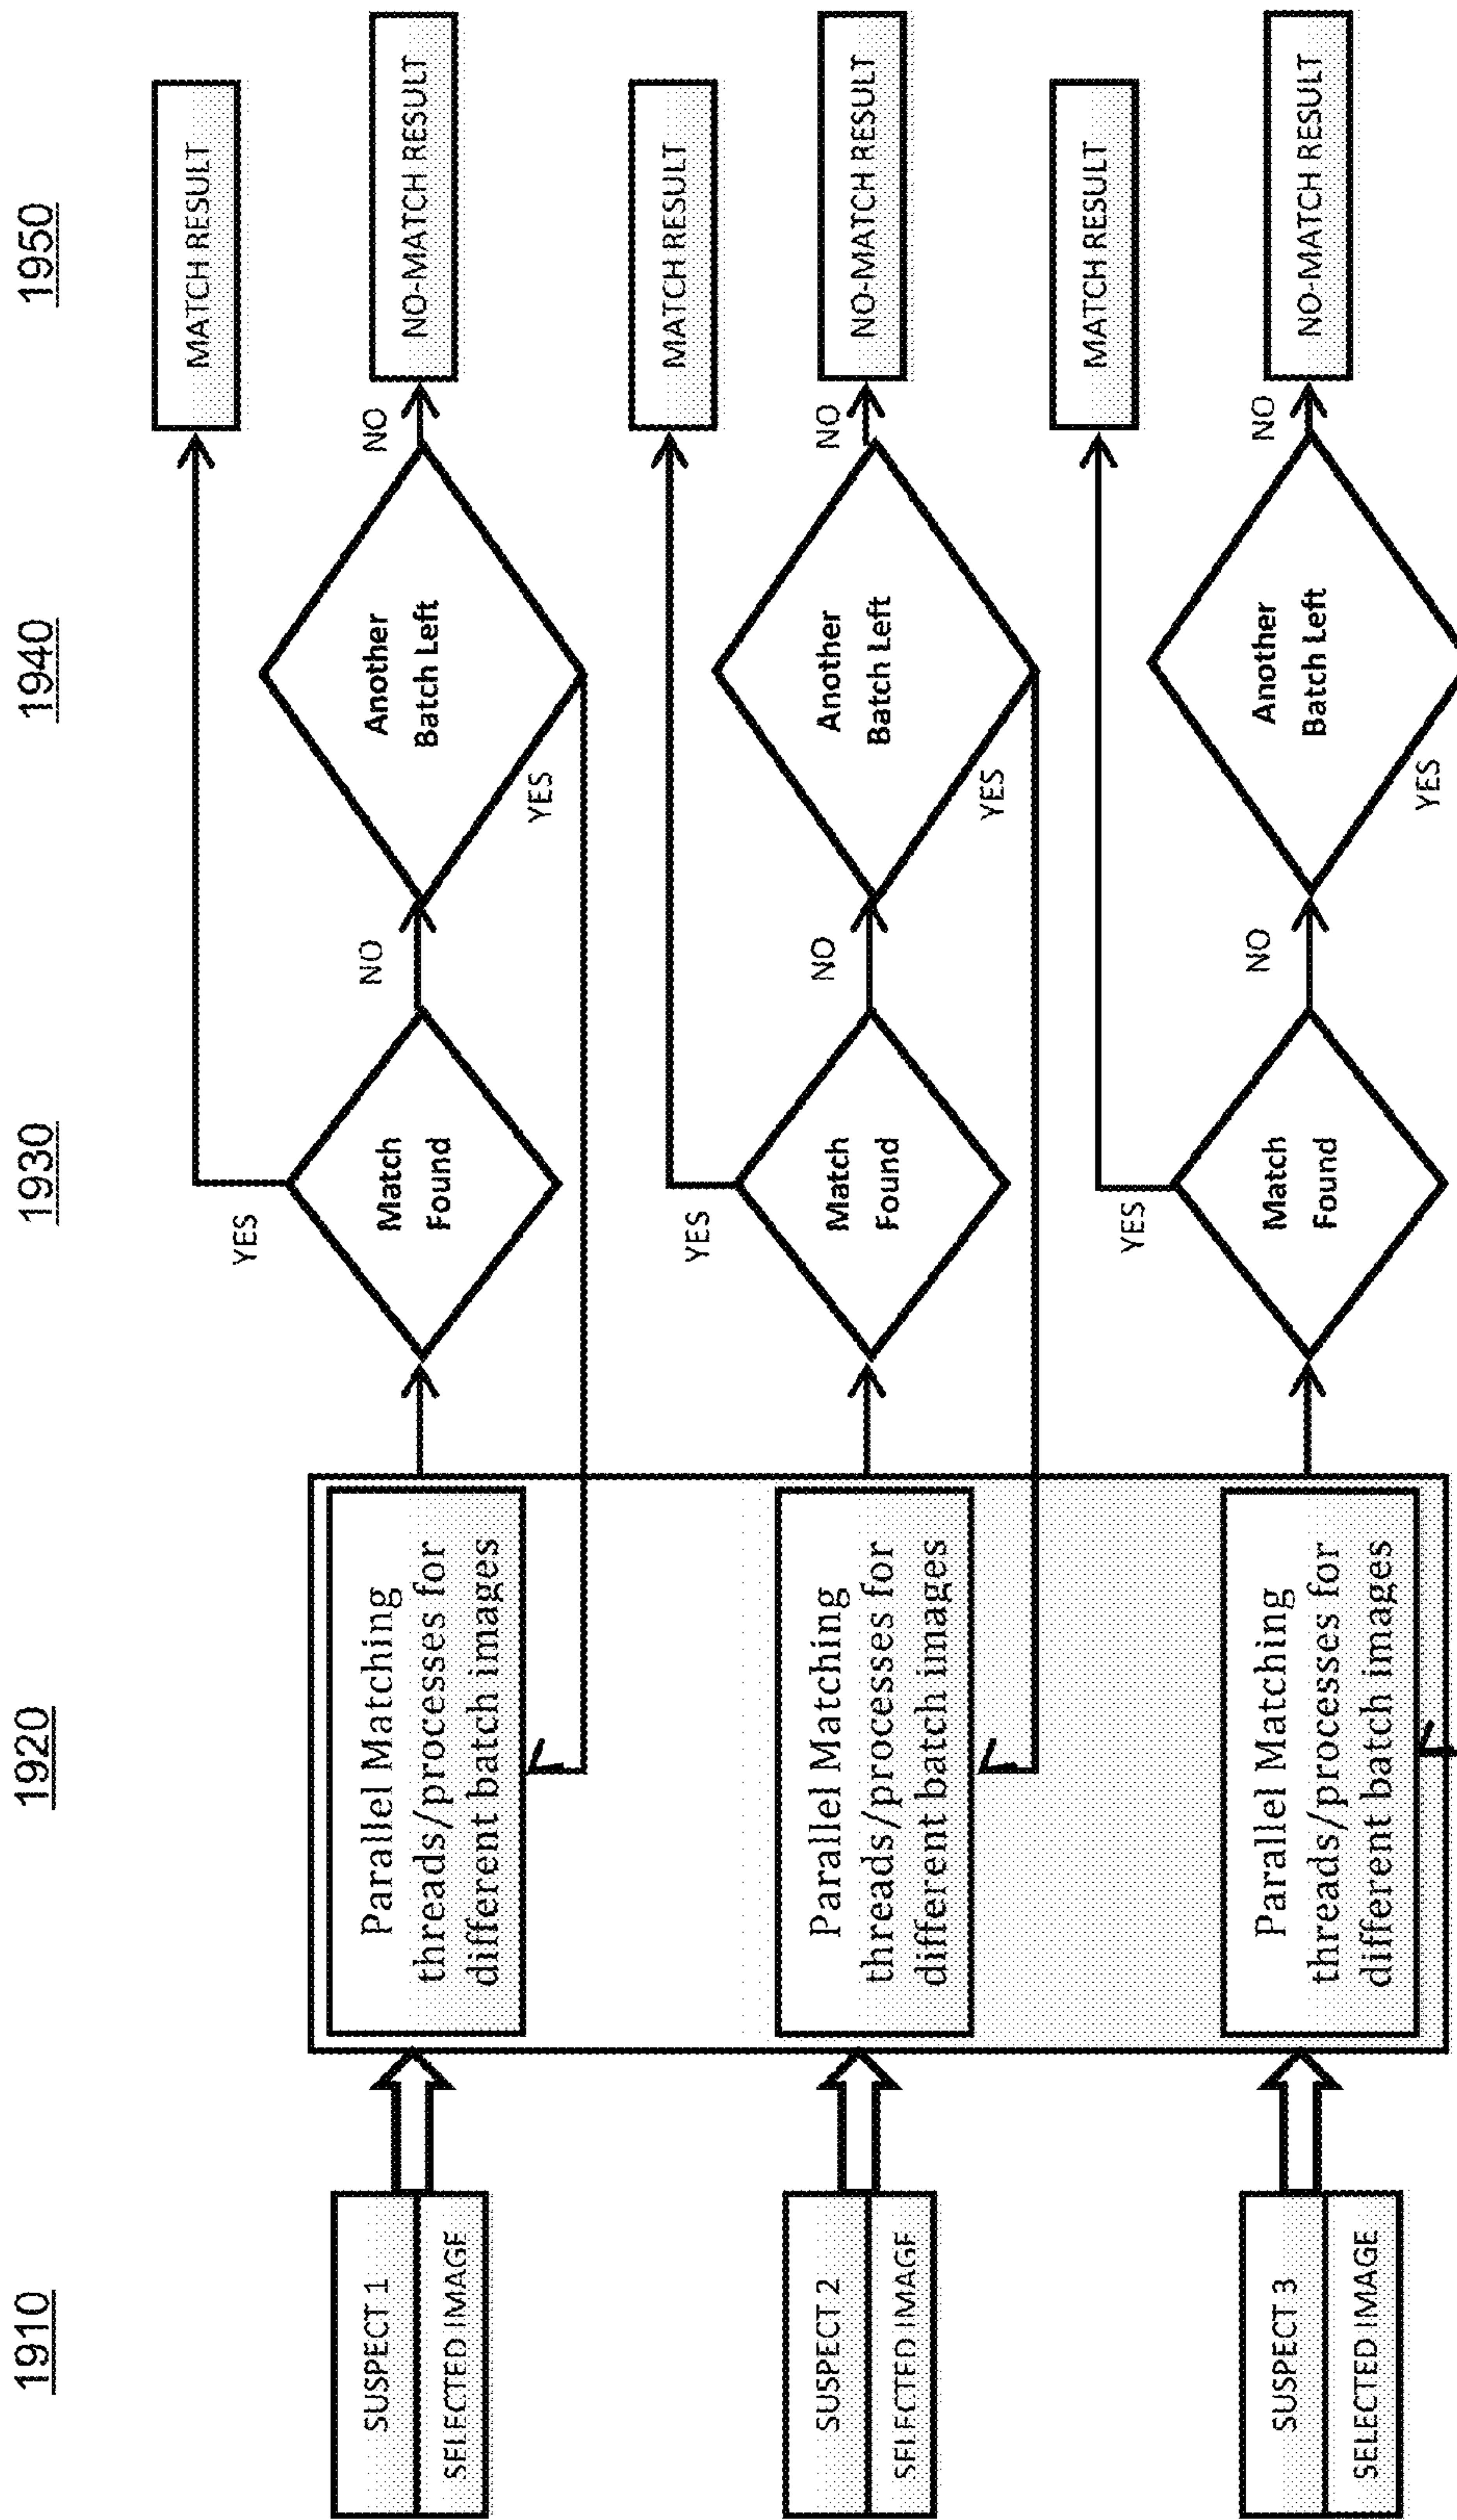 1910
1920
1930
1940
1950
SUSPECT 1
SELECTED IMAGE
Parallel Matching
threads/processes for
different batch images
YES
Match
Found
NO
Another
Batch Left
YES
NO
MATCH RESULT
NO-MATCH RESULT
SUSPECT 2
SELECTED IMAGE
Parallel Matching
threads/processes for
different batch images
YES
Match
Found
NO
Another
Batch Left
YES
NO
MATCH RESULT
NO-MATCH RESULT
SUSPECT 3
SELECTED IMAGE
Parallel Matching
threads/processes for
different batch images
YES
Match
Found
NO
Another
Batch Left
YES
NO
MATCH RESULT
NO-MATCH RESULT